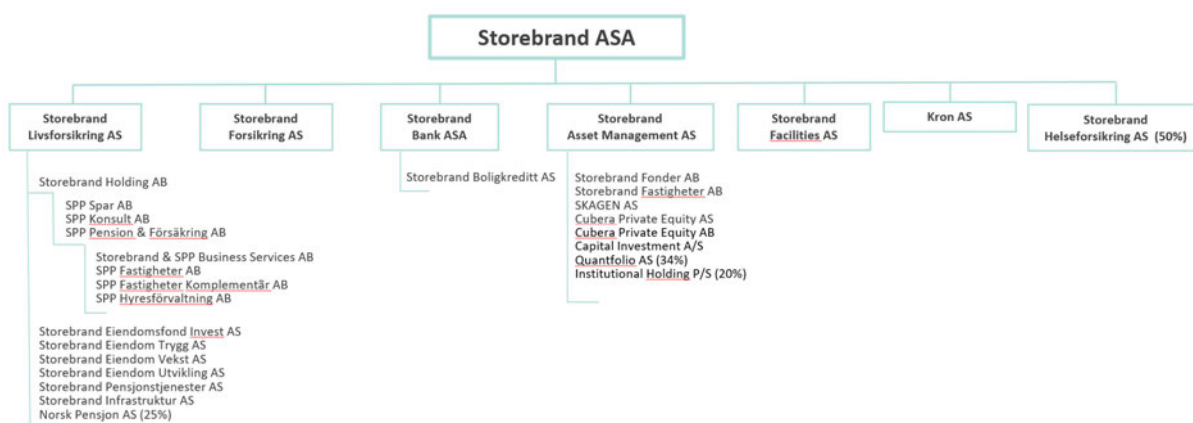 Storebrand ASA
Storebrand
Livsforsikring AS
Storebrand
Forsikring AS
Storebrand
Bank ASA
Storebrand
Asset Management AS
Storebrand
Facilities AS
Kron AS
Storebrand
Helseforsikring AS (50%)
Storebrand Holding AB
SPP Spar AB
SPP Konsult AB
SPP Pension & Försäkring AB
Storebrand & SPP Business Services AB
SPP Fastigheter AB
SPP Fastigheter Komplementär AB
SPP Hyresförvaltning AB
Storebrand Eiendomsfond Invest AS
Storebrand Eiendom Trygg AS
Storebrand Eiendom Vekst AS
Storebrand Eiendom Utvikling AS
Storebrand Pensjonstjenester AS
Storebrand Infrastruktur AS
Norsk Pensjon AS (25%)
Storebrand Boligkreditt AS
Storebrand Fonder AB
Storebrand Fastigheter AB
SKAGEN AS
Cubera Private Equity AS
Cubera Private Equity AB
Capital Investment A/S
Quantfolio AS (34%)
Institutional Holding P/S (20%)